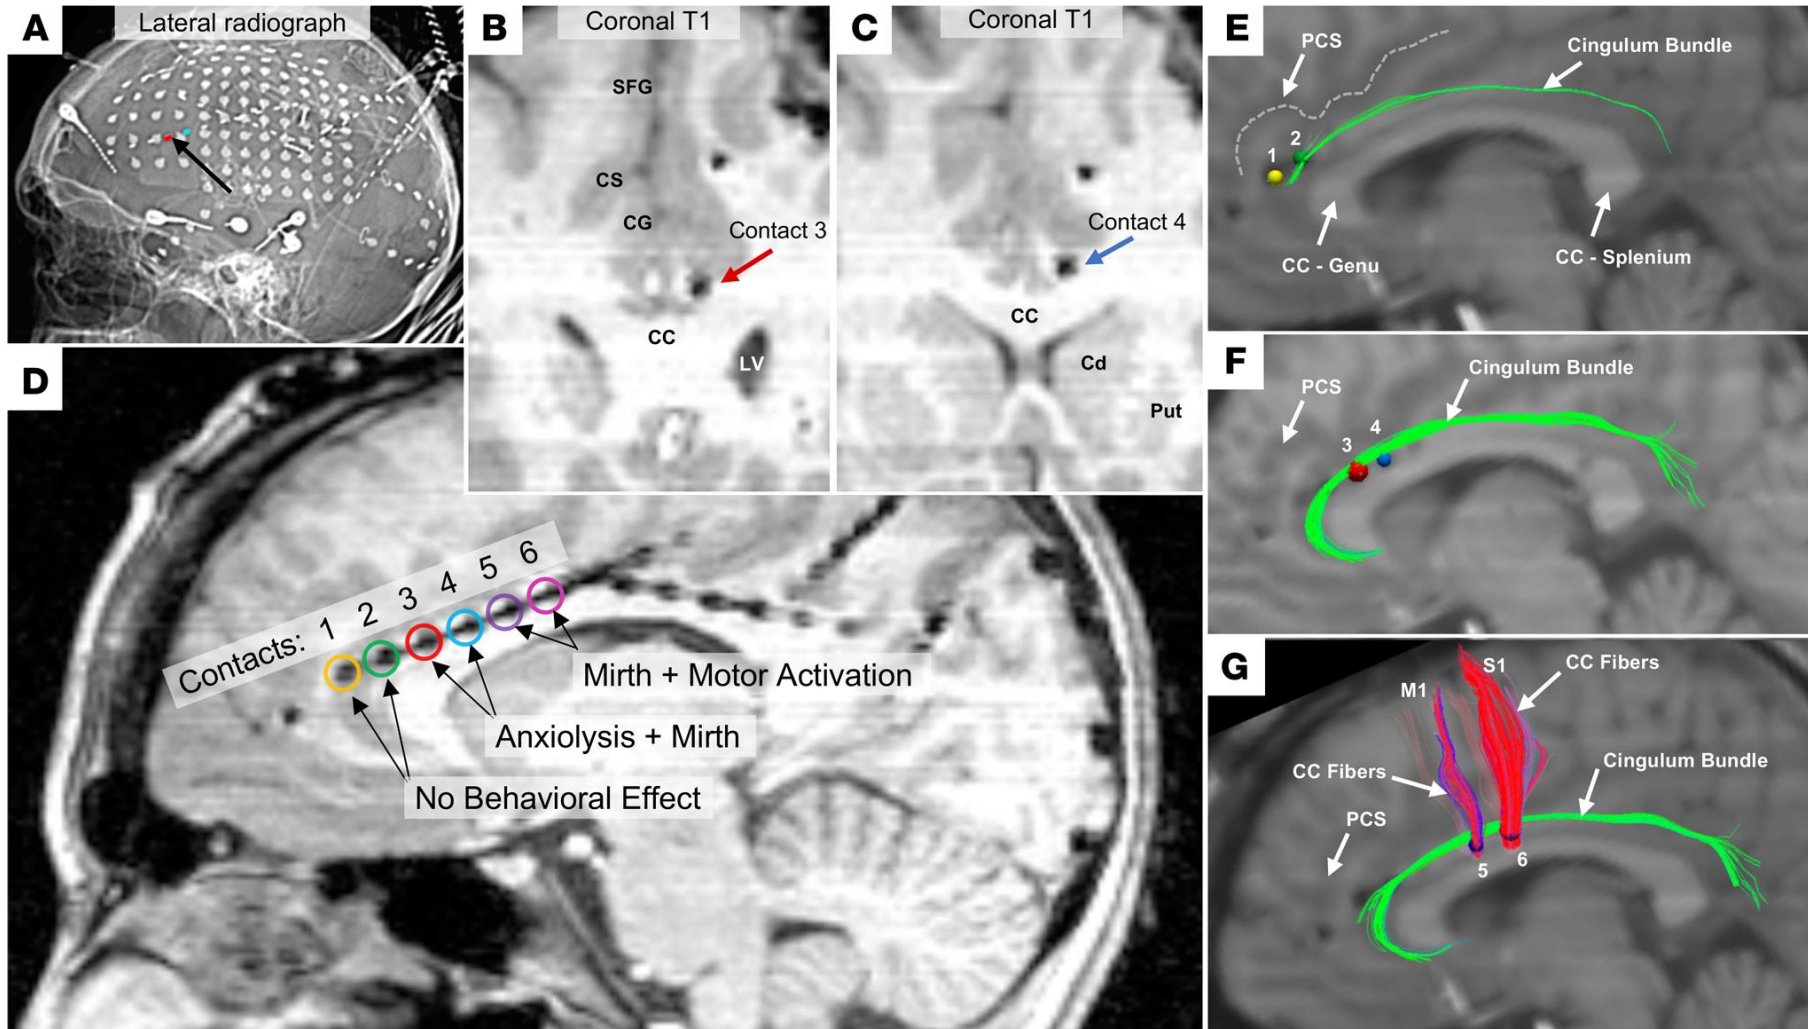 A
Lateral radiograph
B
Coronal T1
SFG
CS
CG
Contact 3
CC
LV
C
Coronal T1
Contact 4
CC
Cd
Put
D
Contacts: 1 2 3 4 5 6
Mirth + Motor Activation
Anxiolysis + Mirth
No Behavioral Effect
E
PCS
Cingulum Bundle
1
2
CC - Genu
CC - Splenium
F
PCS
Cingulum Bundle
3
4
G
S1
CC Fibers
M1
CC Fibers
Cingulum Bundle
PCS
5
6